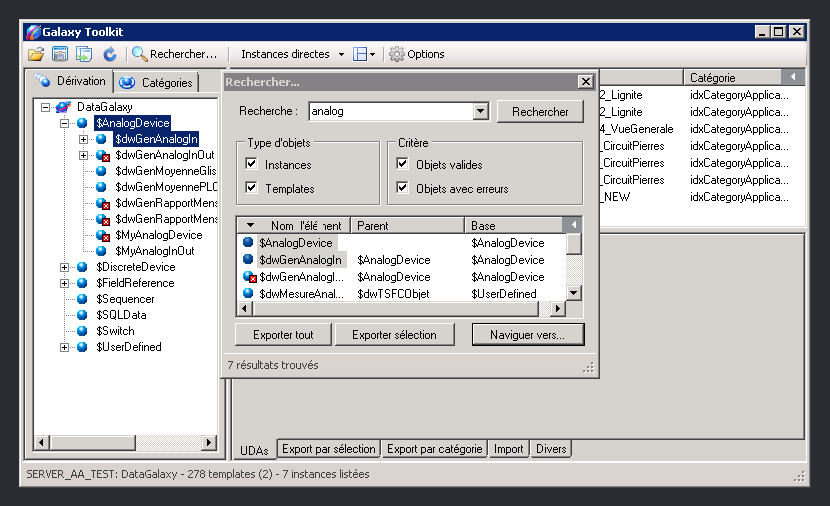 Galaxy Toolkit
Rechercher... Instances directes Options
Dérivation Catégories
DataGalaxy
$AnalogDevice
$dwGenAnalogIn
$dwGenAnalogInOut
$dwGenMoyenneGlis
$dwGenMoyennePLC
$dwGenRapportMens
$dwGenRapportMens
$MyAnalogDevice
$MyAnalogInOut
$DiscreteDevice
$FieldReference
$Sequencer
$SQLData
$Switch
$UserDefined
Rechercher...
Recherche : analog Rechercher
Type d'objets
Instances
Templates
Critère
Objets valides
Objets avec erreurs
Nom l'élément Parent Base
$AnalogDevice $AnalogDevice
$dwGenAnalogIn $AnalogDevice $AnalogDevice
$dwGenAnalogI... $AnalogDevice $AnalogDevice
$dwMesureAnal... $dwTSFCObjet $UserDefined
Exporter tout Exporter sélection Naviguer vers...
7 résultats trouvés
Catégorie
2_Lignite idxCategoryApplica...
2_Lignite idxCategoryApplica...
4_VueGenerale idxCategoryApplica...
_CircuitPierres idxCategoryApplica...
_CircuitPierres idxCategoryApplica...
_CircuitPierres idxCategoryApplica...
_NEW idxCategoryApplica...
UDAs Export par sélection Export par catégorie Import Divers
SERVER_AA_TEST: DataGalaxy - 278 templates (2) - 7 instances listées